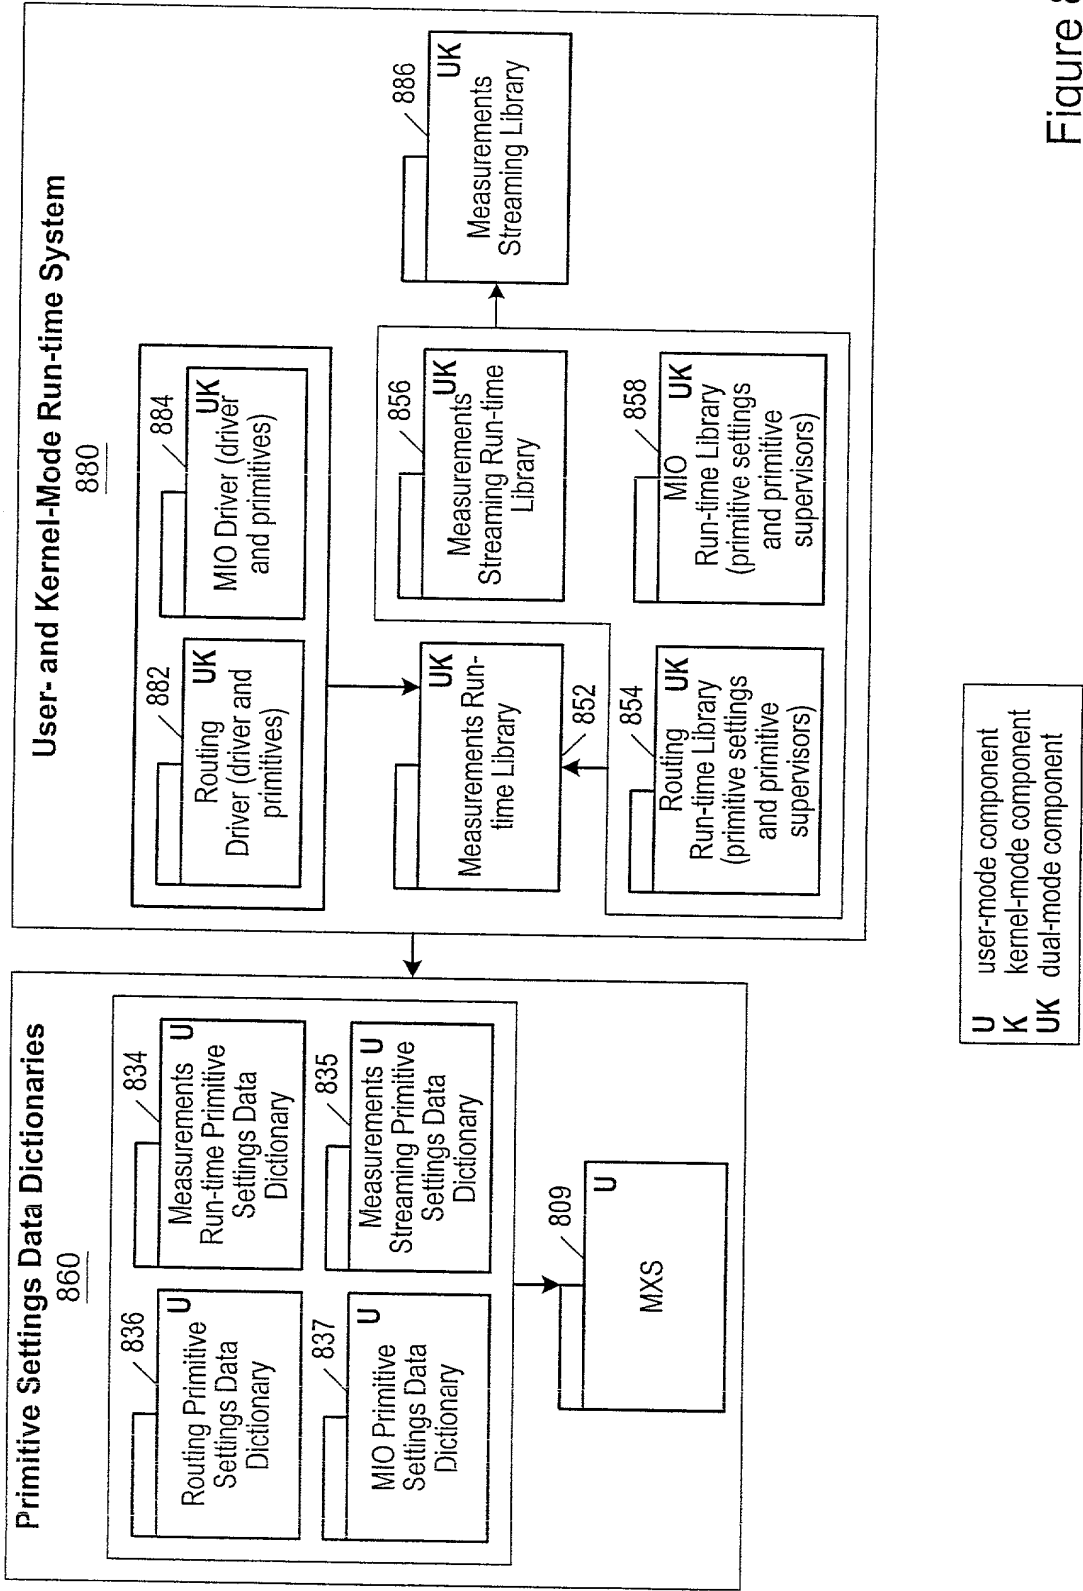 Primitive Settings Data Dictionaries
860
836
U
Routing Primitive
Settings Data
Dictionary
834
Measurements U
Run-time Primitive
Settings Data
Dictionary
837
U
MIO Primitive
Settings Data
Dictionary
835
Measurements U
Streaming Primitive
Settings Data
Dictionary
809
U
MXS
User- and Kernel-Mode Run-time System
880
882
Routing UK
Driver (driver and
primitives)
884
UK
MIO Driver (driver
and primitives)
UK
Measurements Run-
time Library
852
856
Measurements UK
Streaming Run-time
Library
886
UK
Measurements
Streaming Library
854
Routing UK
Run-time Library
(primitive settings
and primitive
supervisors)
858
MIO UK
Run-time Library
(primitive settings
and primitive
supervisors)
U user-mode component
K kernel-mode component
UK dual-mode component
Figure